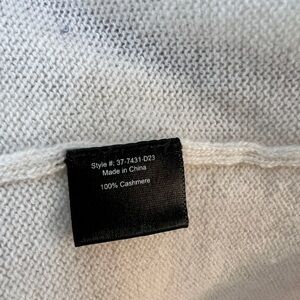 Style #: 37-7431-D23
Made in China
100% Cashmere